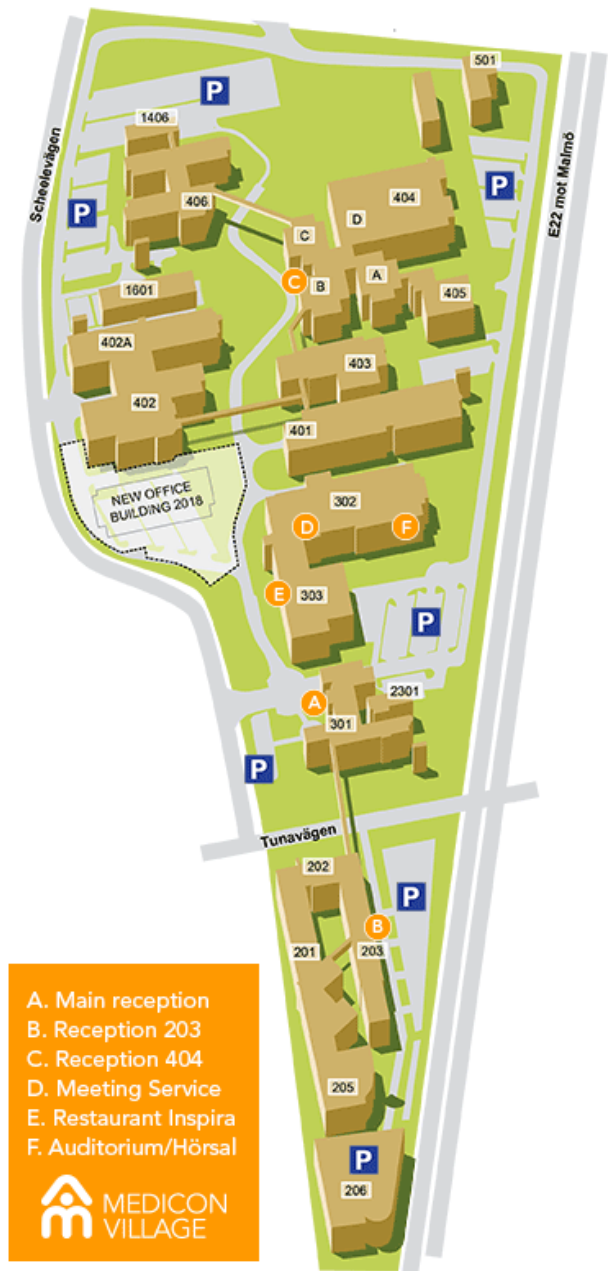 501
P
1406
Scheelevägen
P
P
406
404
D
E22 mot Malmö
C
C
B
A
1601
405
402A
403
402
401
NEW OFFICE
BUILDING 2018
302
D
F
E
303
P
2301
A
301
P
Tunavägen
202
P
B
201
203
205
P
206
A. Main reception
B. Reception 203
C. Reception 404
D. Meeting Service
E. Restaurant Inspira
F. Auditorium/Hörsal
MEDICON
VILLAGE